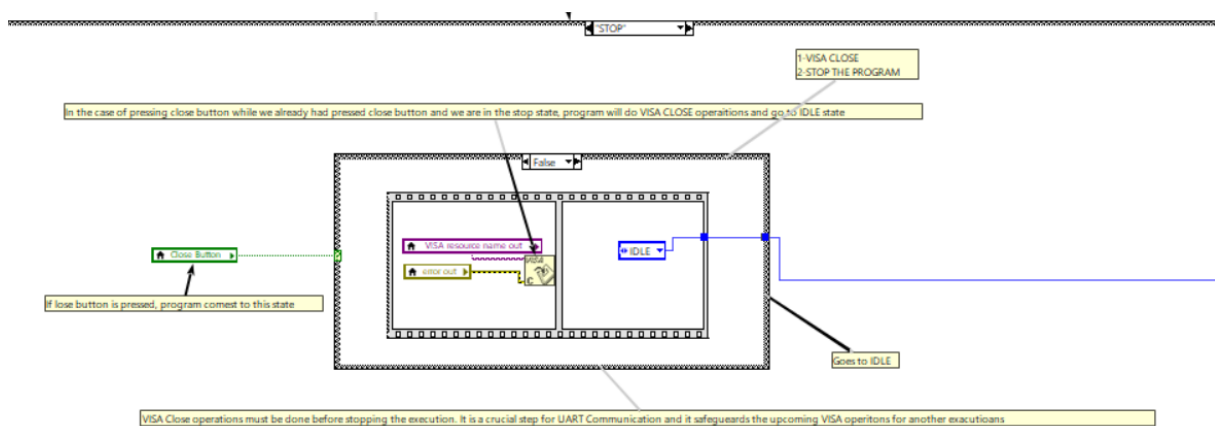 "STOP"
1-VISA CLOSE
2-STOP THE PROGRAM
In the case of pressing close button while we already had pressed close button and we are in the stop state, program will do VISA CLOSE operaitions and go to IDLE state
False
VISA resource name out
IDLE
Close Button
error out
VISA
C
If lose button is pressed, program comest to this state
Goes to IDLE
VISA Close operations must be done before stopping the execution. It is a crucial step for UART Communication and it safegueards the upcoming VISA operitons for another exacutioans